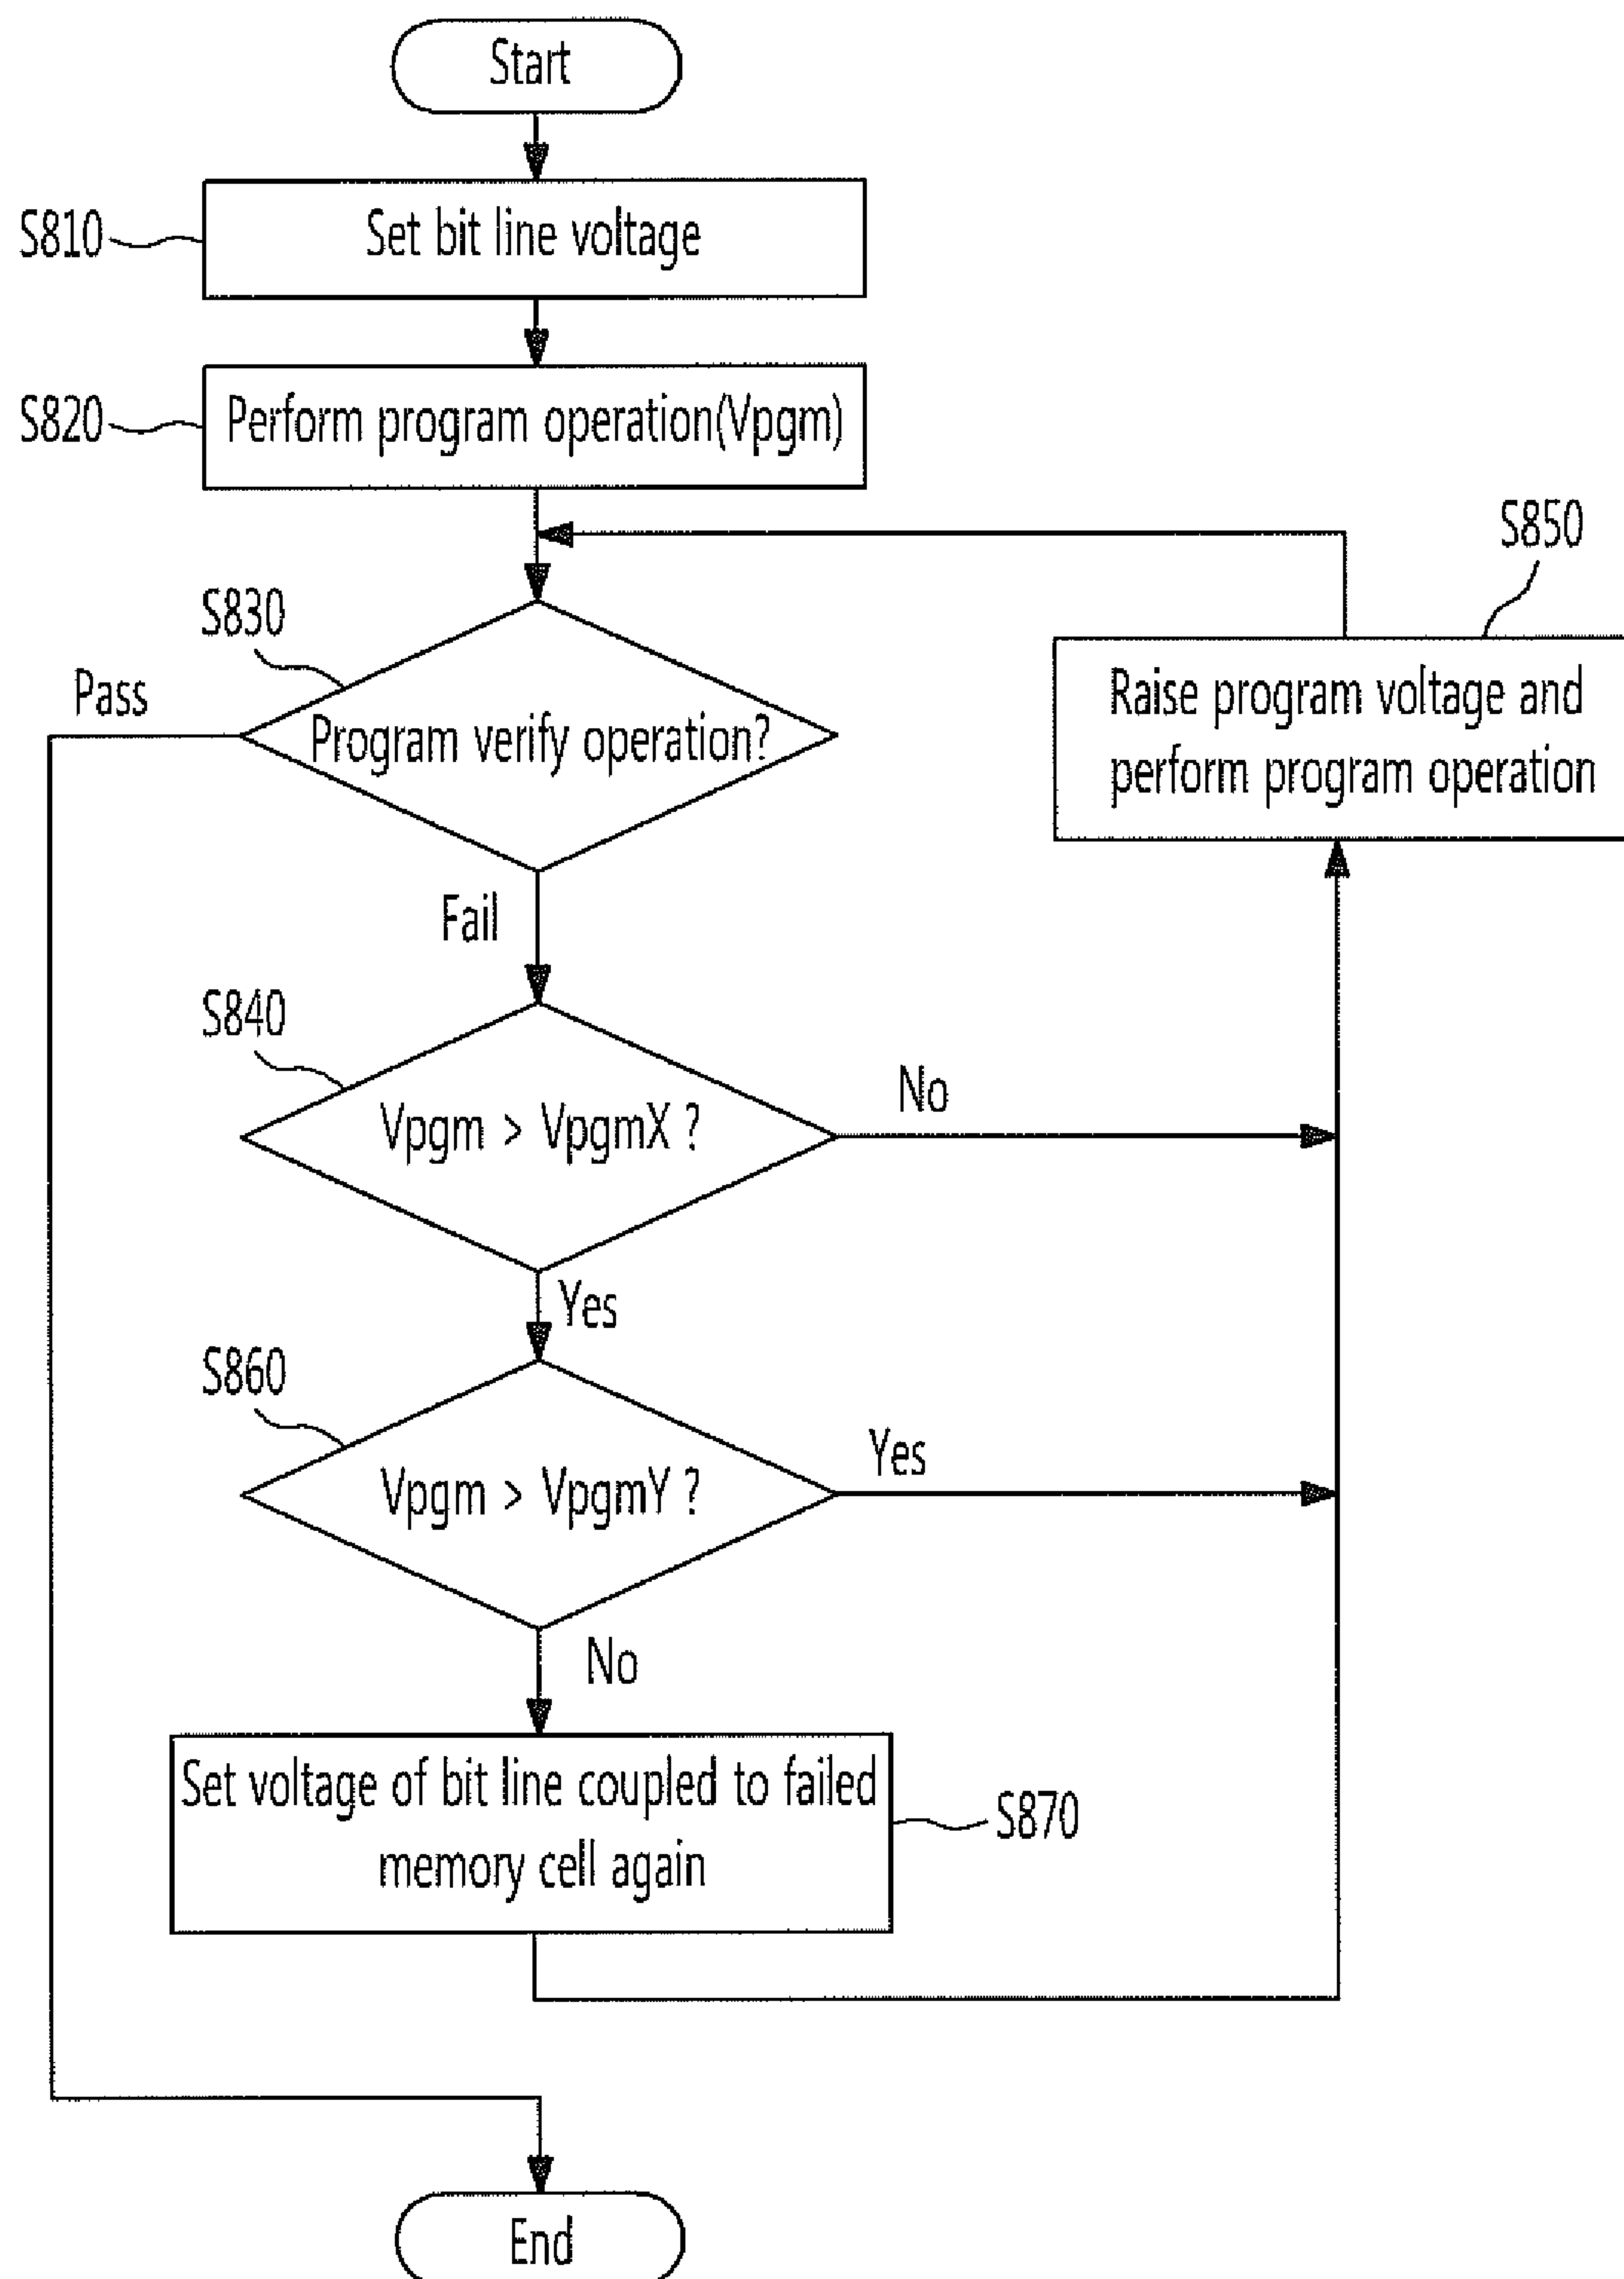 Start
S810
Set bit line voltage
S820
Perform program operation(Vpgm)
S850
S830
Pass
Program verify operation?
Raise program voltage and
perform program operation
Fail
S840
Vpgm > VpgmX ?
No
Yes
S860
Vpgm > VpgmY ?
Yes
No
Set voltage of bit line coupled to failed
memory cell again
S870
End